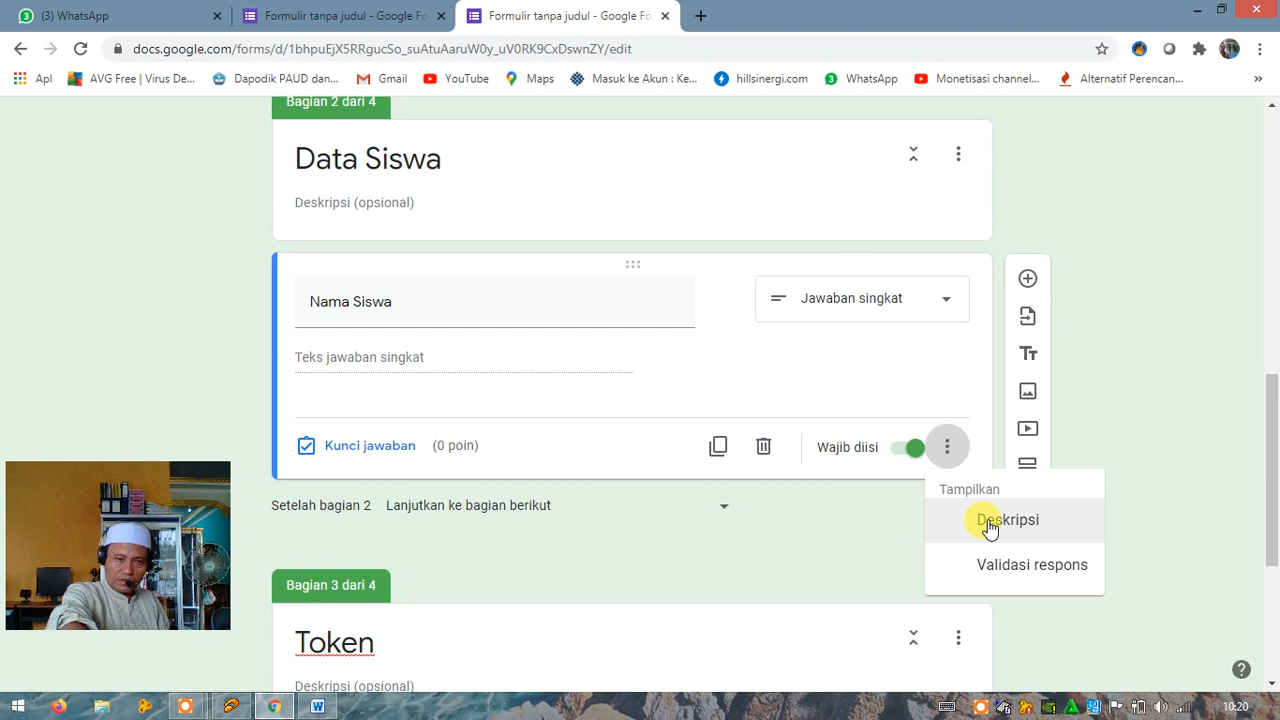 (3) WhatsApp
Formulir tanpa judul - Google Fo
Formulir tanpa judul - Google Fo
docs.google.com/forms/d/1bhpuEjX5RRgucSo_suAtuAaruW0y_uV0RK9CxDswnZY/edit
Apl
AVG Free | Virus De...
Dapodik PAUD dan...
Gmail
YouTube
Maps
Masuk ke Akun : Ke...
hillsinergi.com
WhatsApp
Monetisasi channel...
Alternatif Perencan...
Bagian 2 dari 4
Data Siswa
Deskripsi (opsional)
Nama Siswa
Jawaban singkat
Teks jawaban singkat
Kunci jawaban (0 poin)
Wajib diisi
Tampilkan
Deskripsi
Validasi respons
Setelah bagian 2 Lanjutkan ke bagian berikut
Bagian 3 dari 4
Token
Deskripsi (opsional)
10:20